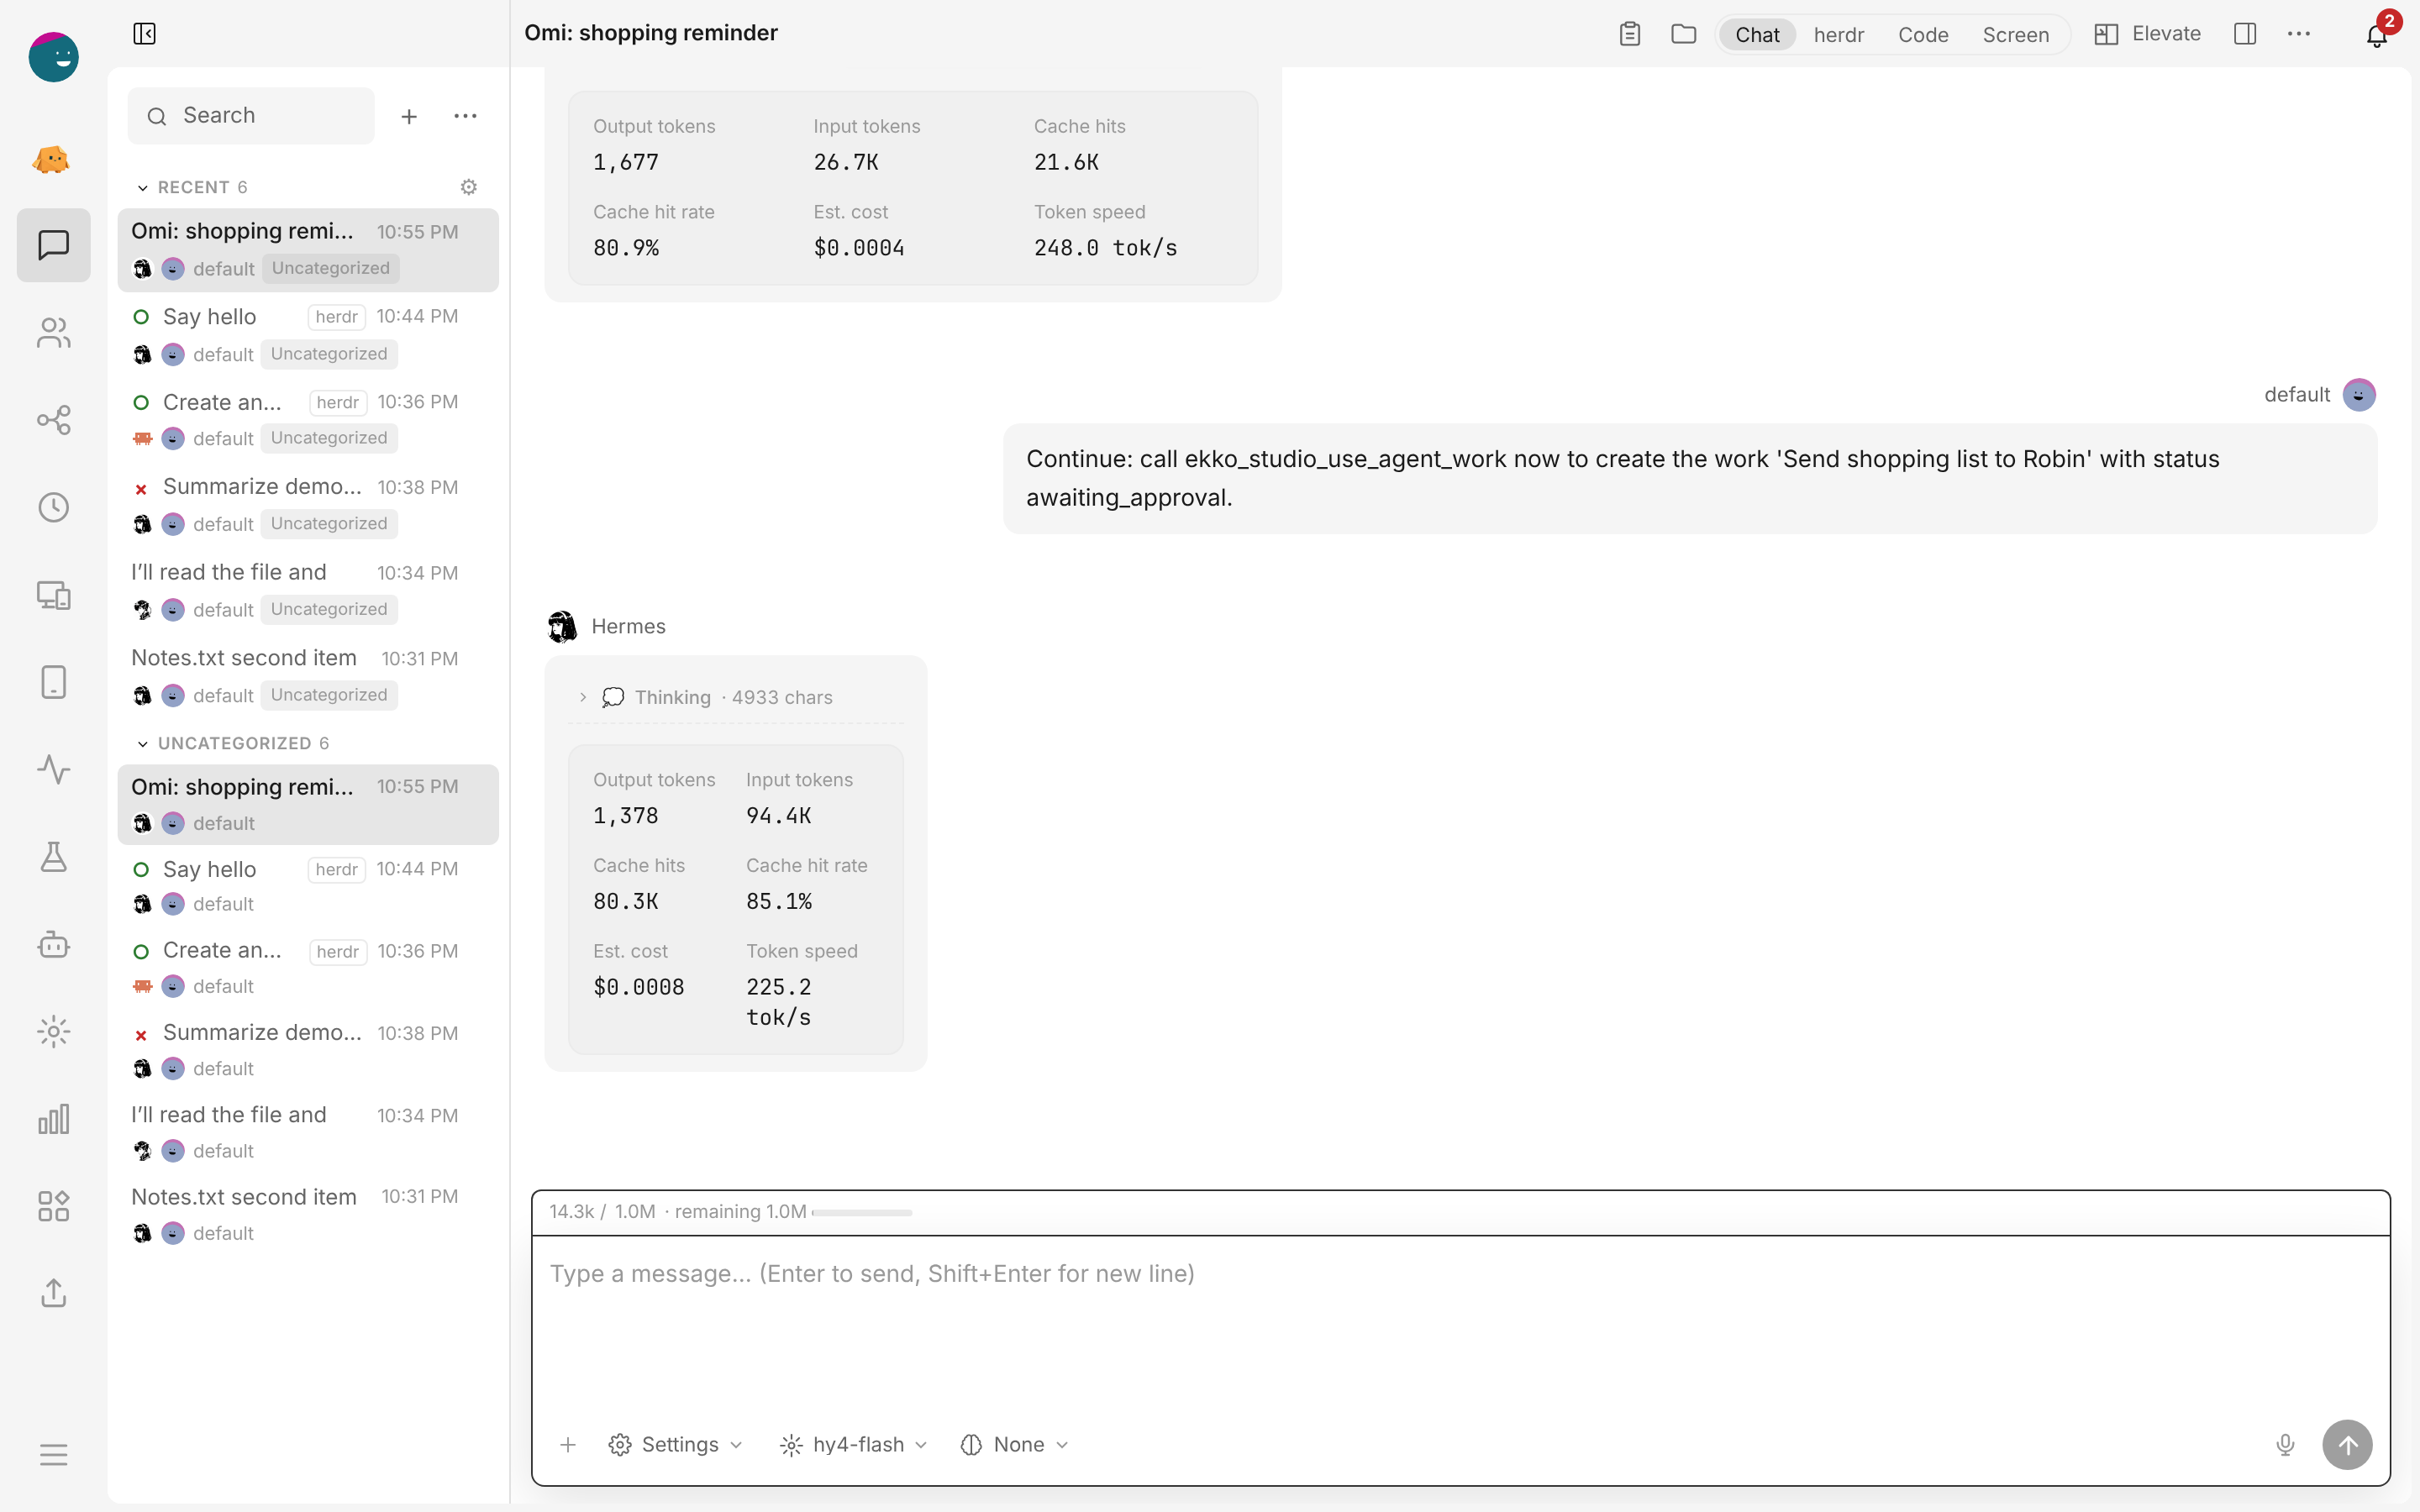 Omi: shopping reminder
Chat
herdr
Code
Screen
Elevate
2
Search
RECENT 6
Omi: shopping remi... 10:55 PM
default Uncategorized
Say hello herdr 10:44 PM
default Uncategorized
Create an... herdr 10:36 PM
default Uncategorized
Summarize demo... 10:38 PM
default Uncategorized
I'll read the file and 10:34 PM
default Uncategorized
Notes.txt second item 10:31 PM
default Uncategorized
UNCATEGORIZED 6
Omi: shopping remi... 10:55 PM
default
Say hello herdr 10:44 PM
default
Create an... herdr 10:36 PM
default
Summarize demo... 10:38 PM
default
I'll read the file and 10:34 PM
default
Notes.txt second item 10:31 PM
default
Output tokens Input tokens Cache hits
1,677 26.7K 21.6K
Cache hit rate Est. cost Token speed
80.9% $0.0004 248.0 tok/s
default
Continue: call ekko_studio_use_agent_work now to create the work 'Send shopping list to Robin' with status
awaiting_approval.
Hermes
Thinking · 4933 chars
Output tokens Input tokens
1,378 94.4K
Cache hits Cache hit rate
80.3K 85.1%
Est. cost Token speed
$0.0008 225.2
tok/s
14.3k / 1.0M · remaining 1.0M
Type a message... (Enter to send, Shift+Enter for new line)
Settings
hy4-flash
None